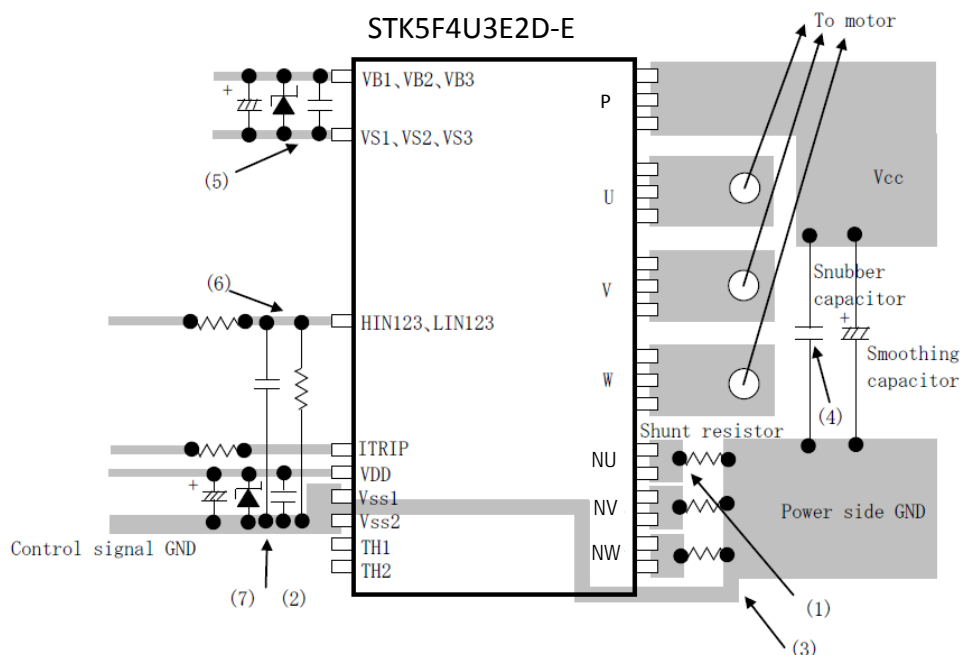 STK5F4U3E2D-E
To motor
VB1、VB2、VB3
+
VS1、VS2、VS3
(5)
P
U
Vcc
(6)
HIN123、LIN123
V
Snubber
capacitor
+
W
Smoothing
capacitor
(4)
Shunt resistor
ITRIP
VDD
+
Vss1
Vss2
Control signal GND
TH1
TH2
NU
NV
NW
Power side GND
(7)
(2)
(1)
(3)